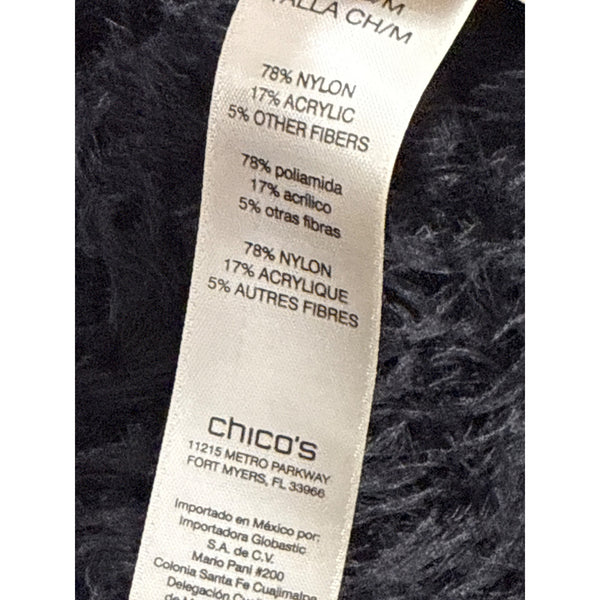 TALLA CH/M
78% NYLON
17% ACRYLIC
5% OTHER FIBERS
78% poliamida
17% acrílico
5% otras fibras
78% NYLON
17% ACRYLIQUE
5% AUTRES FIBRES
chico's
11215 METRO PARKWAY
FORT MYERS, FL 33966
Importado en México por:
Importadora Globastic
S.A. de C.V.
Mario Pani #200
Colonia Santa Fe Cuajimalpa
Delegación